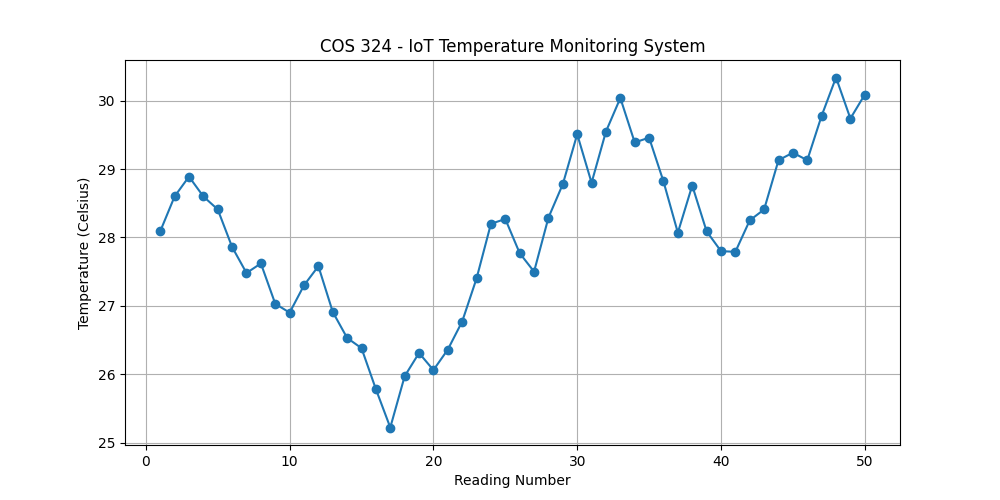 COS 324 - IoT Temperature Monitoring System
30
29
28
27
26
25
Temperature (Celsius)
0 10 20 30 40 50
Reading Number